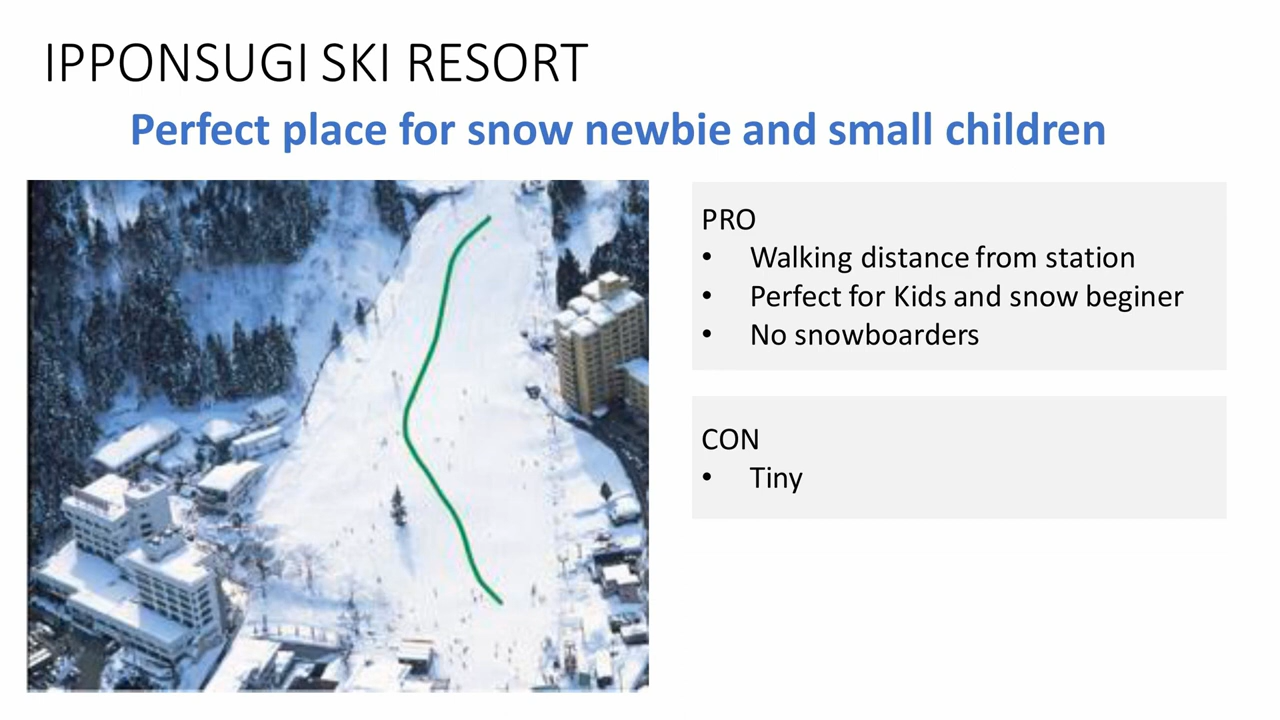 IPPONSUGI SKI RESORT
Perfect place for snow newbie and small children
PRO
• Walking distance from station
• Perfect for Kids and snow beginer
• No snowboarders
CON
• Tiny